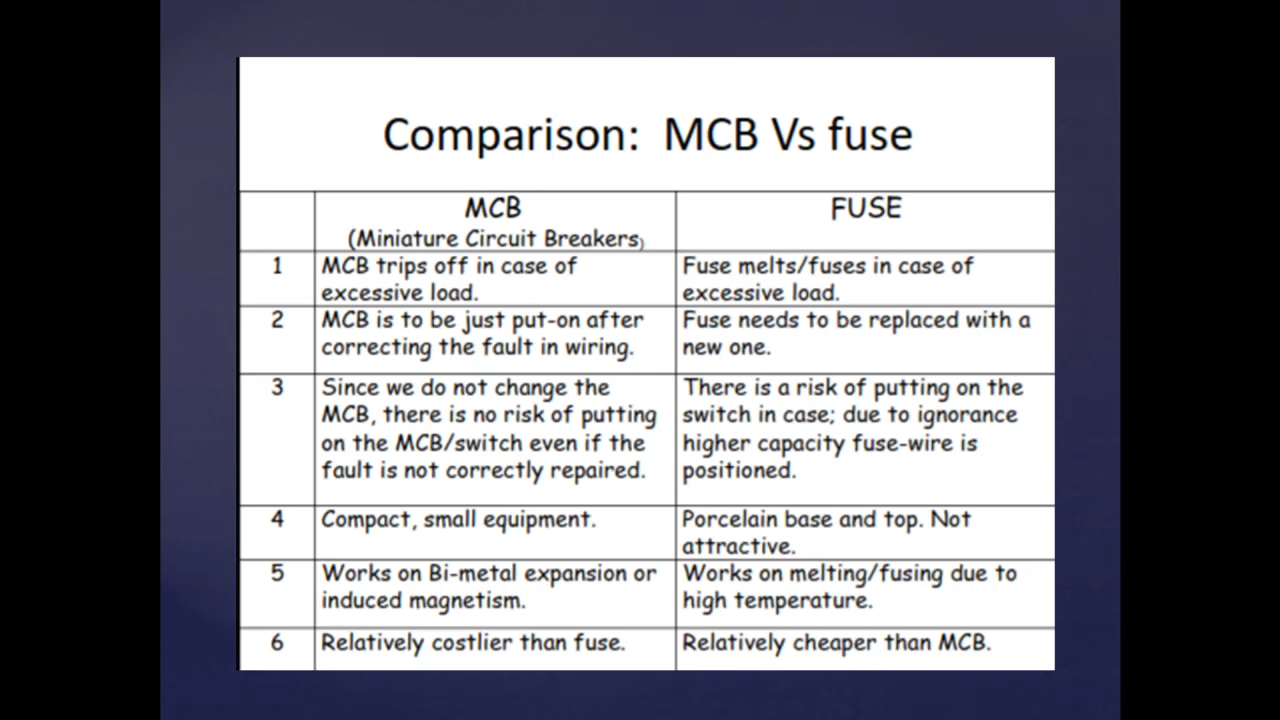 Comparison: MCB Vs fuse
MCB
(Miniature Circuit Breakers)
FUSE
1
MCB trips off in case of
excessive load.
Fuse melts/fuses in case of
excessive load.
2
MCB is to be just put-on after
correcting the fault in wiring.
Fuse needs to be replaced with a
new one.
3
Since we do not change the
MCB, there is no risk of putting
on the MCB/switch even if the
fault is not correctly repaired.
There is a risk of putting on the
switch in case; due to ignorance
higher capacity fuse-wire is
positioned.
4
Compact, small equipment.
Porcelain base and top. Not
attractive.
5
Works on Bi-metal expansion or
induced magnetism.
Works on melting/fusing due to
high temperature.
6
Relatively costlier than fuse.
Relatively cheaper than MCB.